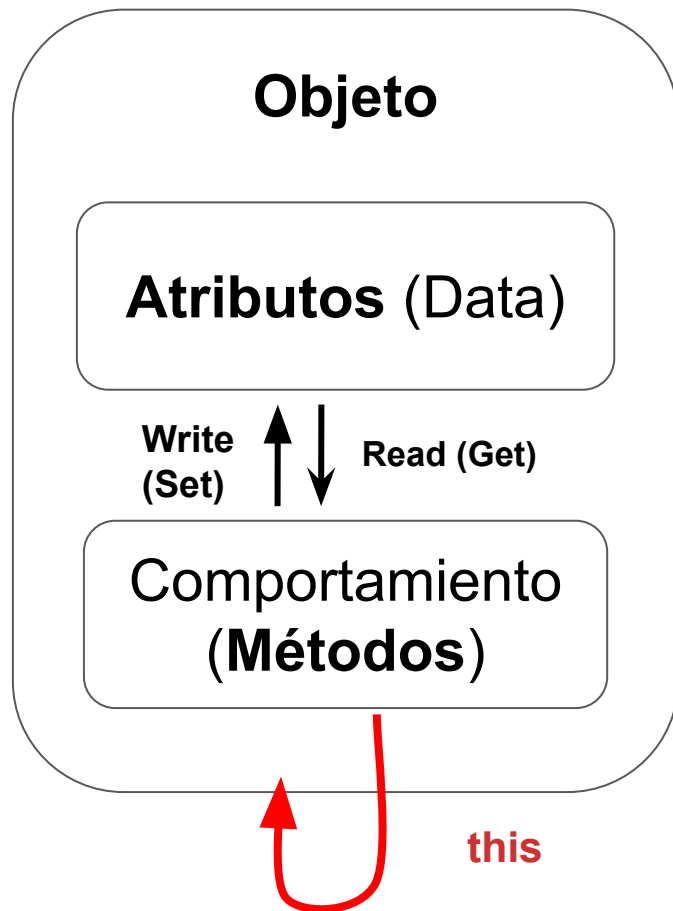 Objeto
Atributos (Data)
Write
(Set)
Read (Get)
Comportamiento
(Métodos)
this